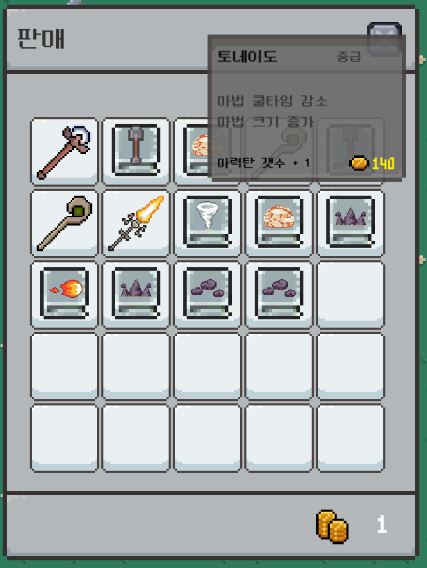 판매
토네이도 중급
마법 쿨타임 감소
마법 크기 증가
마력탄 갯수 + 1 140
1